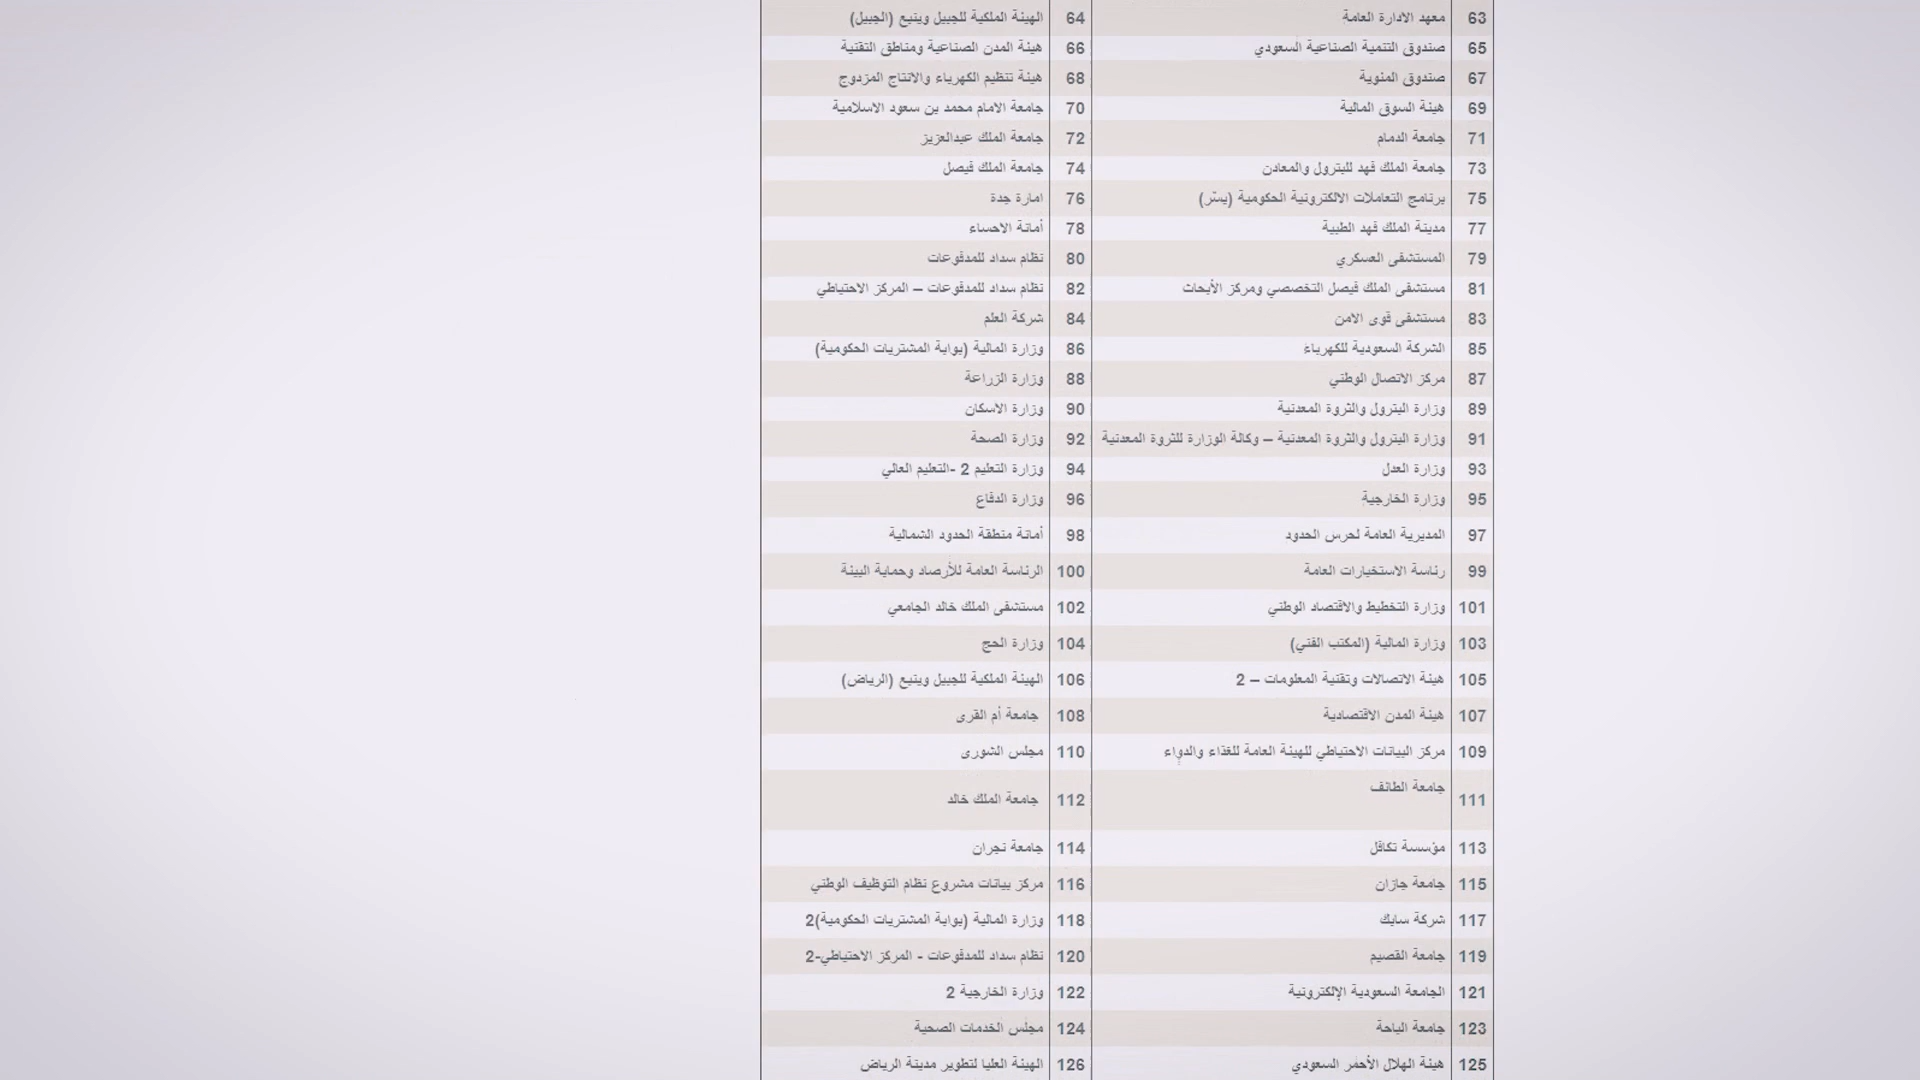 63 معهد الادارة العامة 64 الهيئة الملكية للجبيل وينبع (الجبيل)
65 صندوق التنمية الصناعية السعودي 66 هيئة المدن الصناعية ومناطق التقنية
67 صندوق المئوية 68 هيئة تنظيم الكهرباء والانتاج المزدوج
69 هيئة السوق المالية 70 جامعة الامام محمد بن سعود الاسلامية
71 جامعة الدمام 72 جامعة الملك عبدالعزيز
73 جامعة الملك فهد للبترول والمعادن 74 جامعة الملك فيصل
75 برنامج التعاملات الالكترونية الحكومية (يسّر) 76 امارة جدة
77 مدينة الملك فهد الطبية 78 أمانة الاحساء
79 المستشفى العسكري 80 نظام سداد للمدفوعات
81 مستشفى الملك فيصل التخصصي ومركز الأبحاث 82 نظام سداد للمدفوعات – المركز الاحتياطي
83 مستشفى قوى الامن 84 شركة العلم
85 الشركة السعودية للكهرباء 86 وزارة المالية (بوابة المشتريات الحكومية)
87 مركز الاتصال الوطني 88 وزارة الزراعة
89 وزارة البترول والثروة المعدنية 90 وزارة الاسكان
91 وزارة البترول والثروة المعدنية – وكالة الوزارة للثروة المعدنية 92 وزارة الصحة
93 وزارة العدل 94 وزارة التعليم 2 -التعليم العالي
95 وزارة الخارجية 96 وزارة الدفاع
97 المديرية العامة لحرس الحدود 98 أمانة منطقة الحدود الشمالية
99 رئاسة الاستخبارات العامة 100 الرئاسة العامة للأرصاد وحماية البيئة
101 وزارة التخطيط والاقتصاد الوطني 102 مستشفى الملك خالد الجامعي
103 وزارة المالية (المكتب الفني) 104 وزارة الحج
105 هيئة الاتصالات وتقنية المعلومات – 2 106 الهيئة الملكية للجبيل وينبع (الرياض)
107 هيئة المدن الاقتصادية 108 جامعة أم القرى
109 مركز البيانات الاحتياطي للهيئة العامة للغذاء والدواء 110 مجلس الشورى
111 جامعة الطائف 112 جامعة الملك خالد
113 مؤسسة تكافل 114 جامعة نجران
115 جامعة جازان 116 مركز بيانات مشروع نظام التوظيف الوطني
117 شركة سابك 118 وزارة المالية (بوابة المشتريات الحكومية)2
119 جامعة القصيم 120 نظام سداد للمدفوعات - المركز الاحتياطي-2
121 الجامعة السعودية الإلكترونية 122 وزارة الخارجية 2
123 جامعة الباحة 124 مجلس الخدمات الصحية
125 هيئة الهلال الأحمر السعودي 126 الهيئة العليا لتطوير مدينة الرياض